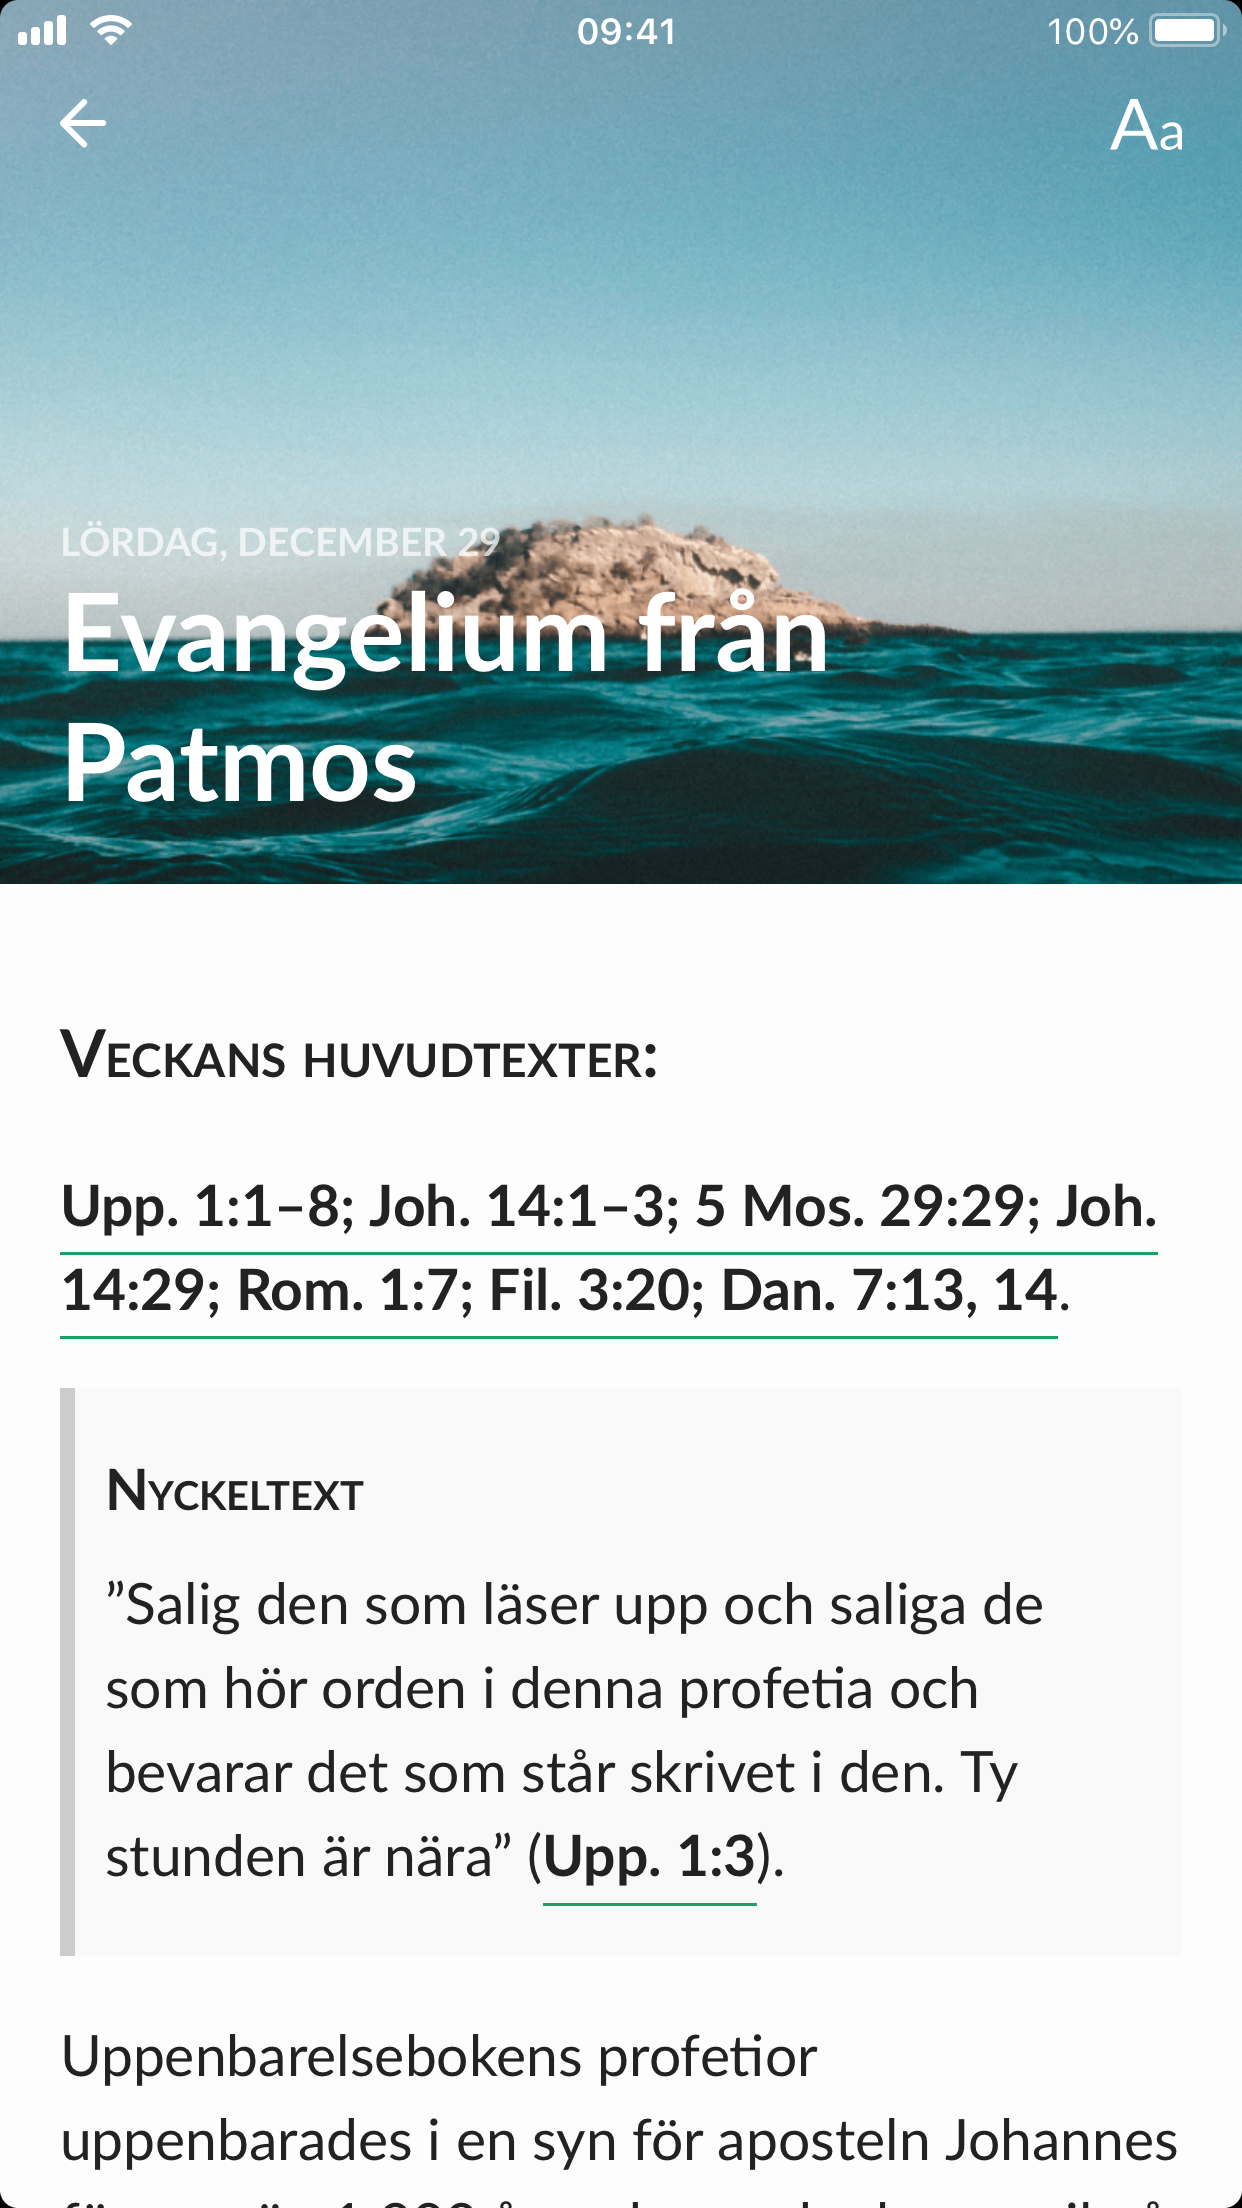 09:41
100%
Aa
LÖRDAG, DECEMBER 29
Evangelium från
Patmos
Veckans huvudtexter:
Upp. 1:1–8; Joh. 14:1–3; 5 Mos. 29:29; Joh.
14:29; Rom. 1:7; Fil. 3:20; Dan. 7:13, 14.
Nyckeltext
”Salig den som läser upp och saliga de
som hör orden i denna profetia och
bevarar det som står skrivet i den. Ty
stunden är nära” (Upp. 1:3).
Uppenbarelsebokens profetior
uppenbarades i en syn för aposteln Johannes